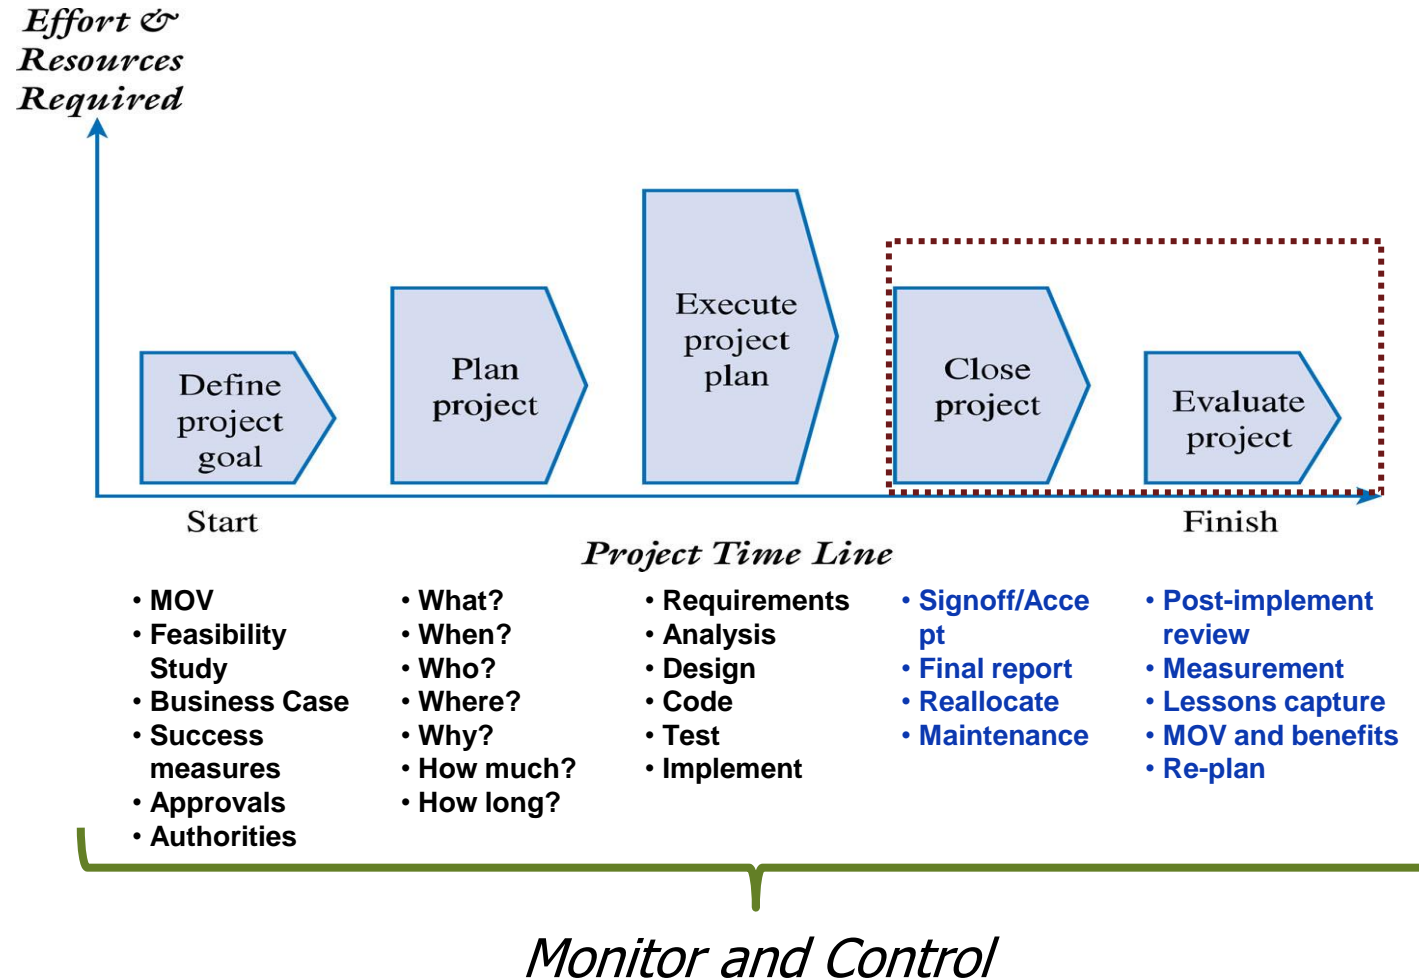 Effort &
Resources
Required
Define
project
goal
Plan
project
Execute
project
plan
Close
project
Evaluate
project
Start
Finish
Project Time Line
• MOV
• Feasibility
Study
• Business Case
• Success
measures
• Approvals
• Authorities
• What?
• When?
• Who?
• Where?
• Why?
• How much?
• How long?
• Requirements
• Analysis
• Design
• Code
• Test
• Implement
• Signoff/Acce
pt
• Final report
• Reallocate
• Maintenance
• Post-implement
review
• Measurement
• Lessons capture
• MOV and benefits
• Re-plan
Monitor and Control